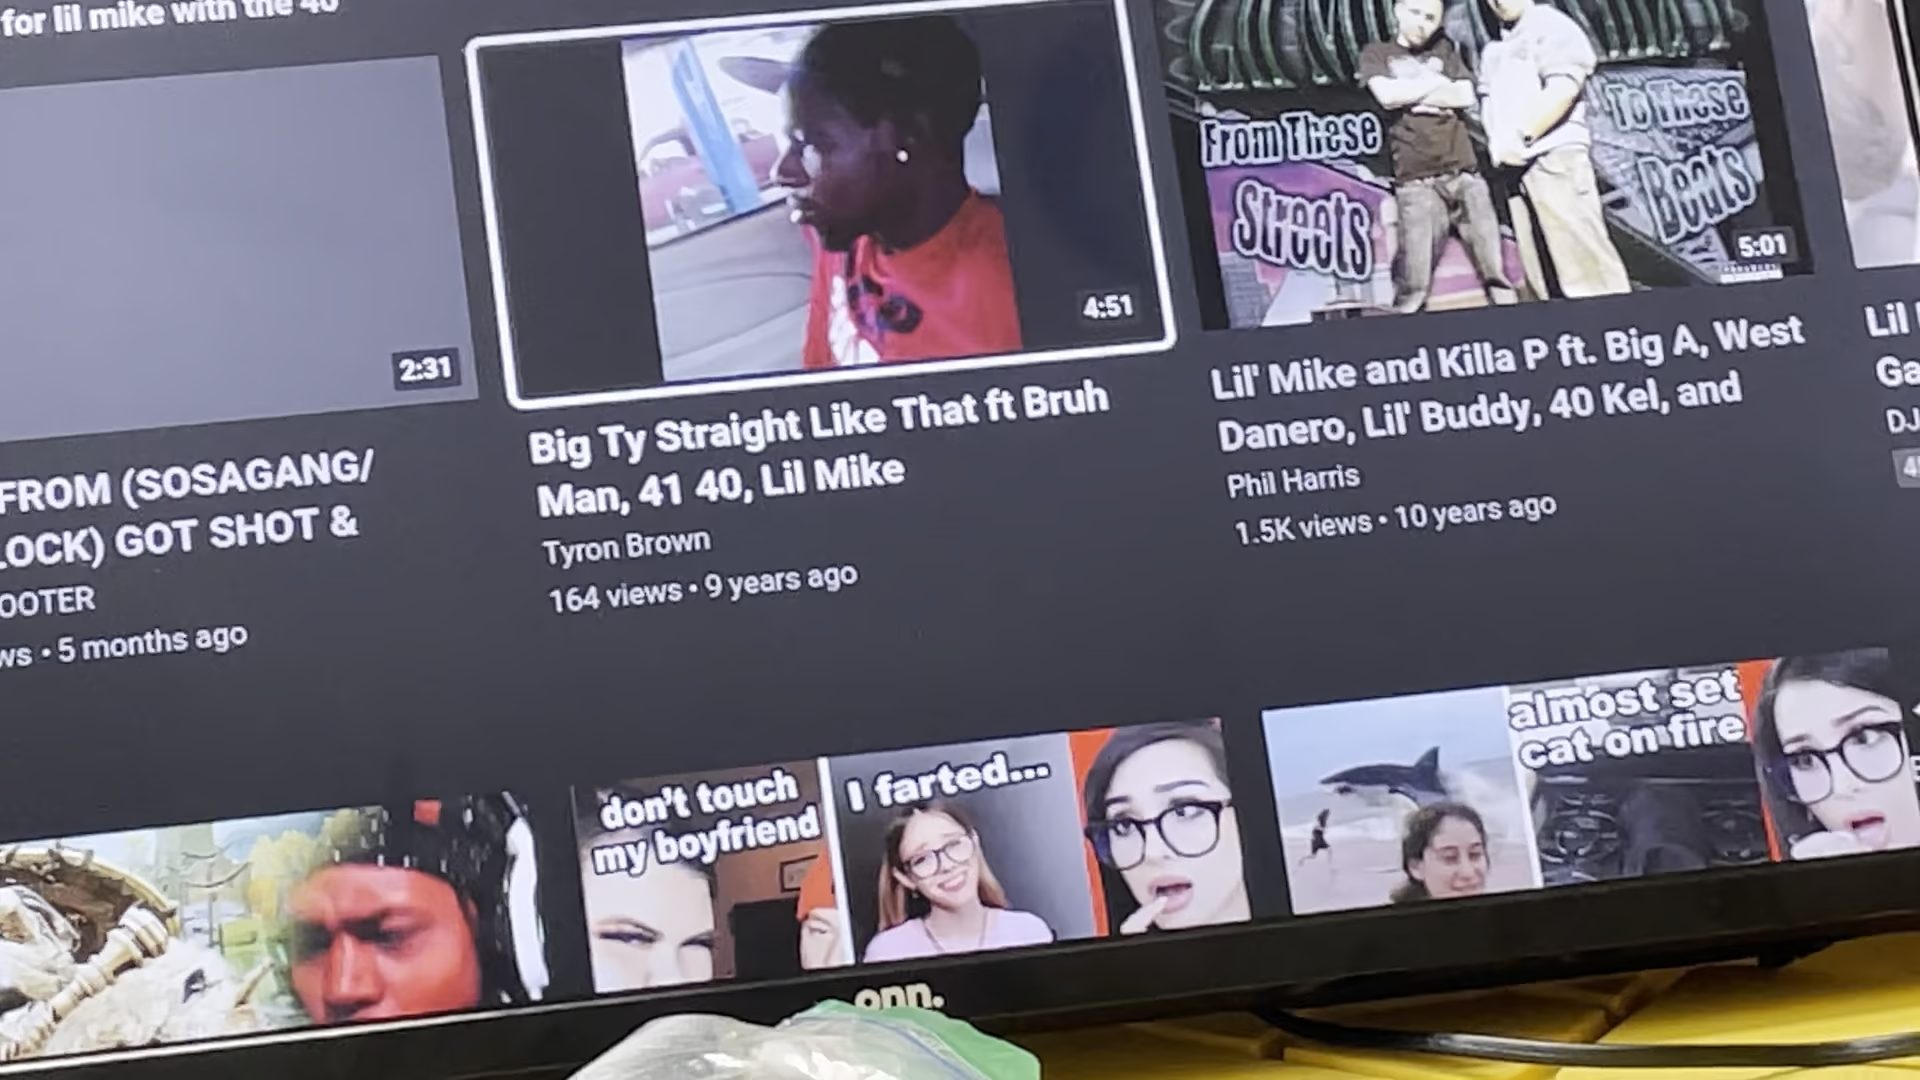 for lil mike with the 40
From These
Streets
To These
Beats
5:01
4:51
2:31
FROM (SOSAGANG/
LOCK) GOT SHOT &
OOTER
ws • 5 months ago
Big Ty Straight Like That ft Bruh
Man, 41 40, Lil Mike
Tyron Brown
164 views • 9 years ago
Lil' Mike and Killa P ft. Big A, West
Danero, Lil' Buddy, 40 Kel, and
Phil Harris
1.5K views • 10 years ago
Lil
Ga
DJ
don't touch
my boyfriend
I farted...
almost set
cat on fire
onn.